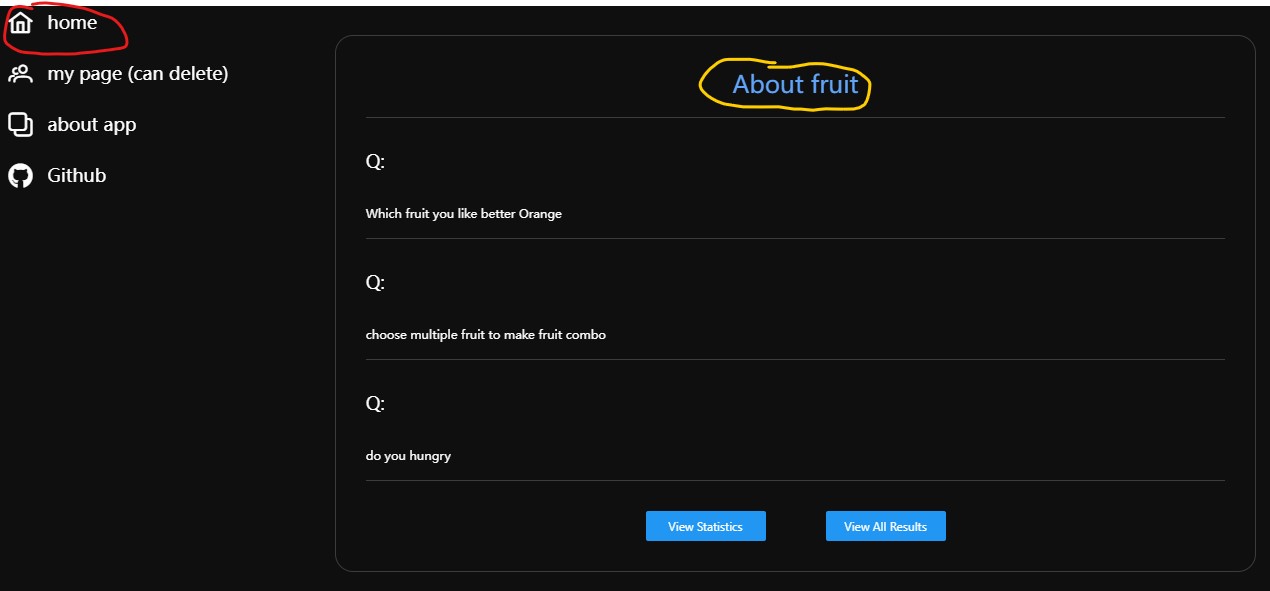 home
my page (can delete)
about app
Github
About fruit
Q:
Which fruit you like better Orange
Q:
choose multiple fruit to make fruit combo
Q:
do you hungry
View Statistics
View All Results